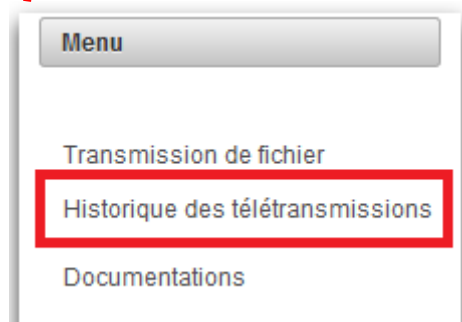 Menu
Transmission de fichier
Historique des télétransmissions
Documentations